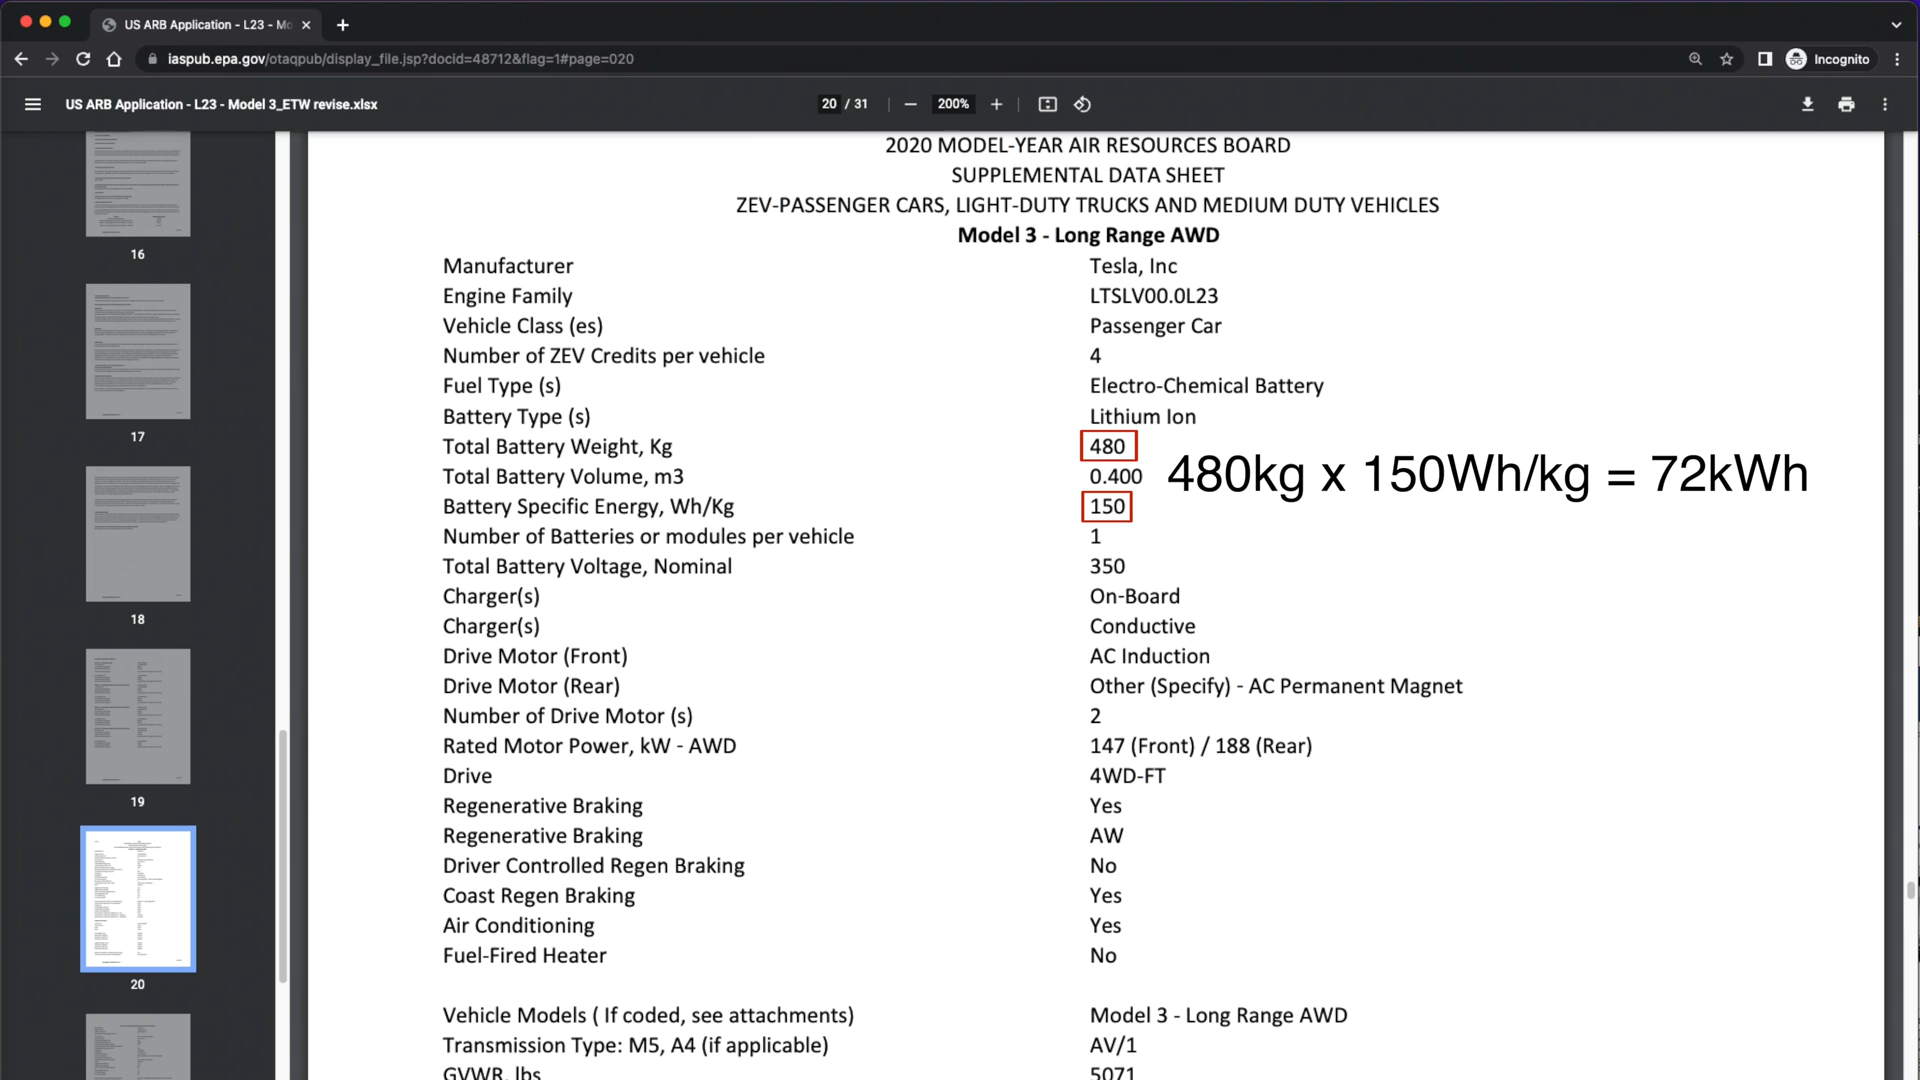 US ARB Application - L23 - Mo
iaspub.epa.gov/otaqpub/display_file.jsp?docid=48712&flag=1#page=020
Incognito
US ARB Application - L23 - Model 3_ETW revise.xlsx
20 / 31
200%
16
17
18
19
20
2020 MODEL-YEAR AIR RESOURCES BOARD
SUPPLEMENTAL DATA SHEET
ZEV-PASSENGER CARS, LIGHT-DUTY TRUCKS AND MEDIUM DUTY VEHICLES
Model 3 - Long Range AWD
Manufacturer Tesla, Inc
Engine Family LTSLV00.0L23
Vehicle Class (es) Passenger Car
Number of ZEV Credits per vehicle 4
Fuel Type (s) Electro-Chemical Battery
Battery Type (s) Lithium Ion
Total Battery Weight, Kg 480
Total Battery Volume, m3 0.400
480kg x 150Wh/kg = 72kWh
Battery Specific Energy, Wh/Kg 150
Number of Batteries or modules per vehicle 1
Total Battery Voltage, Nominal 350
Charger(s) On-Board
Charger(s) Conductive
Drive Motor (Front) AC Induction
Drive Motor (Rear) Other (Specify) - AC Permanent Magnet
Number of Drive Motor (s) 2
Rated Motor Power, kW - AWD 147 (Front) / 188 (Rear)
Drive 4WD-FT
Regenerative Braking Yes
Regenerative Braking AW
Driver Controlled Regen Braking No
Coast Regen Braking Yes
Air Conditioning Yes
Fuel-Fired Heater No
Vehicle Models ( If coded, see attachments) Model 3 - Long Range AWD
Transmission Type: M5, A4 (if applicable) AV/1
GVWR, lbs 5071